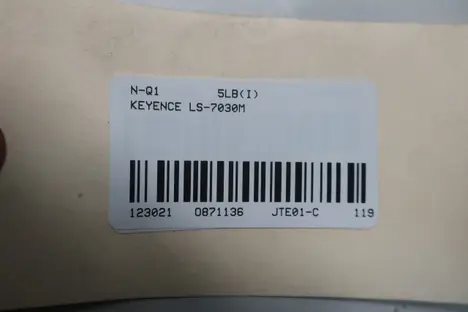 N-Q1 5LB(I)
KEYENCE LS-7030M
123021 0871136 JTE01-C 119